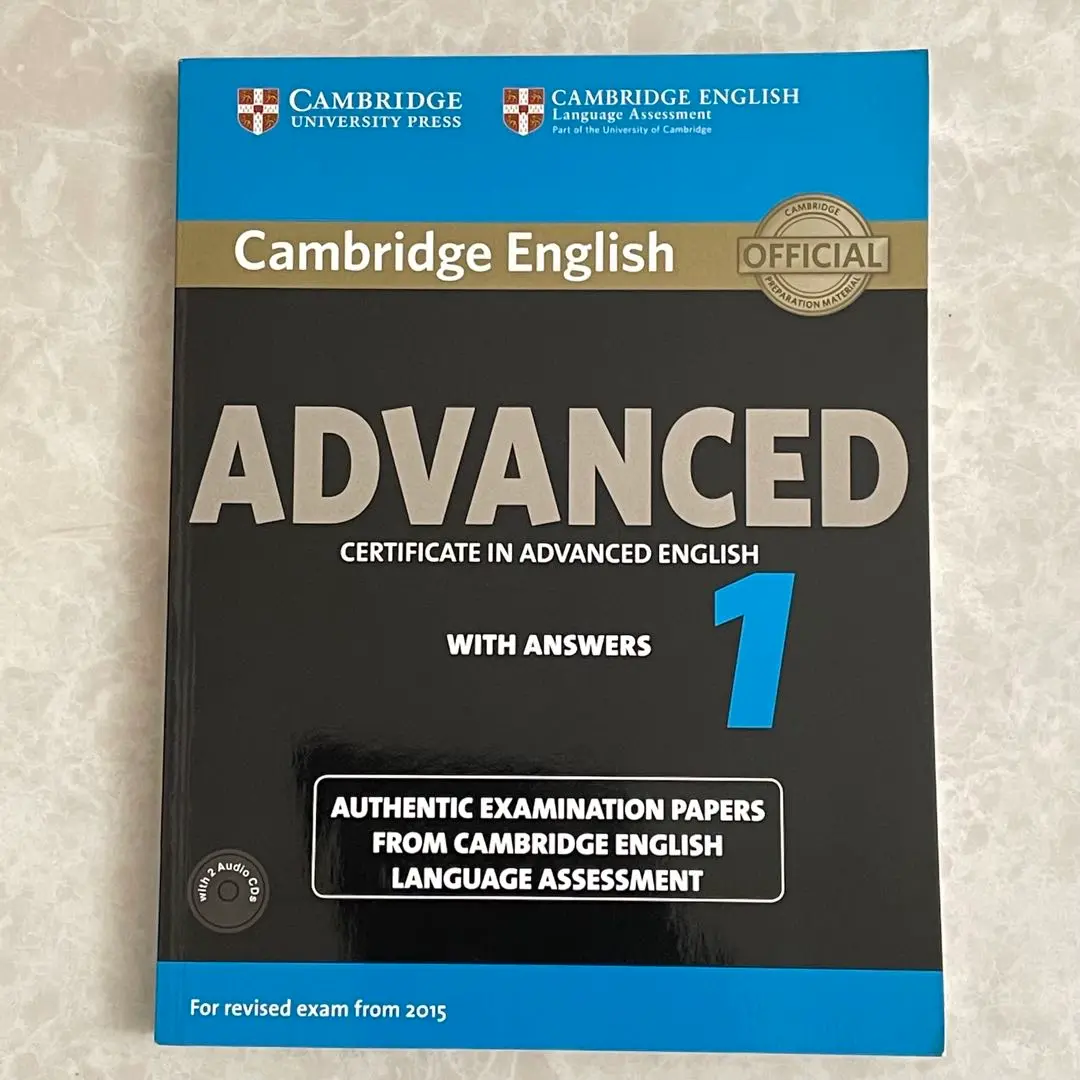 CAMBRIDGE
UNIVERSITY PRESS
CAMBRIDGE ENGLISH
Language Assessment
Part of the University of Cambridge
Cambridge English
CAMBRIDGE
OFFICIAL
PREPARATION MATERIAL
ADVANCED
CERTIFICATE IN ADVANCED ENGLISH
1
WITH ANSWERS
AUTHENTIC EXAMINATION PAPERS
FROM CAMBRIDGE ENGLISH
LANGUAGE ASSESSMENT
with 2 Audio CDs
For revised exam from 2015